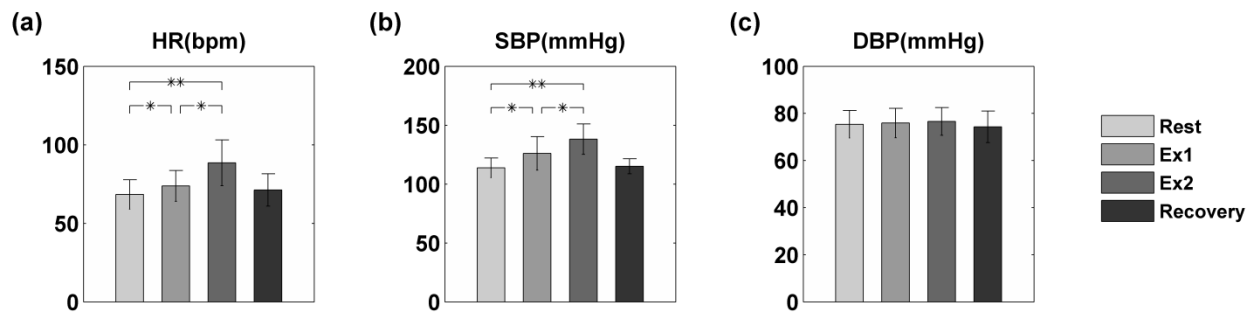 (a)
HR(bpm)
150
100
50
0
**
*
*
(b)
SBP(mmHg)
200
150
100
50
0
**
*
*
(c)
DBP(mmHg)
100
80
60
40
20
0
Rest
Ex1
Ex2
Recovery